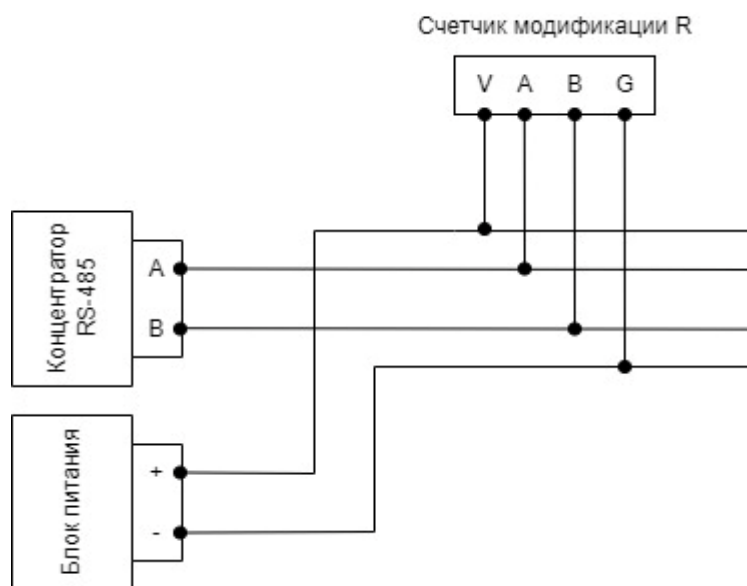 Счетчик модификации R
V A B G
Концентратор
RS-485
A
B
Блок питания
+
-